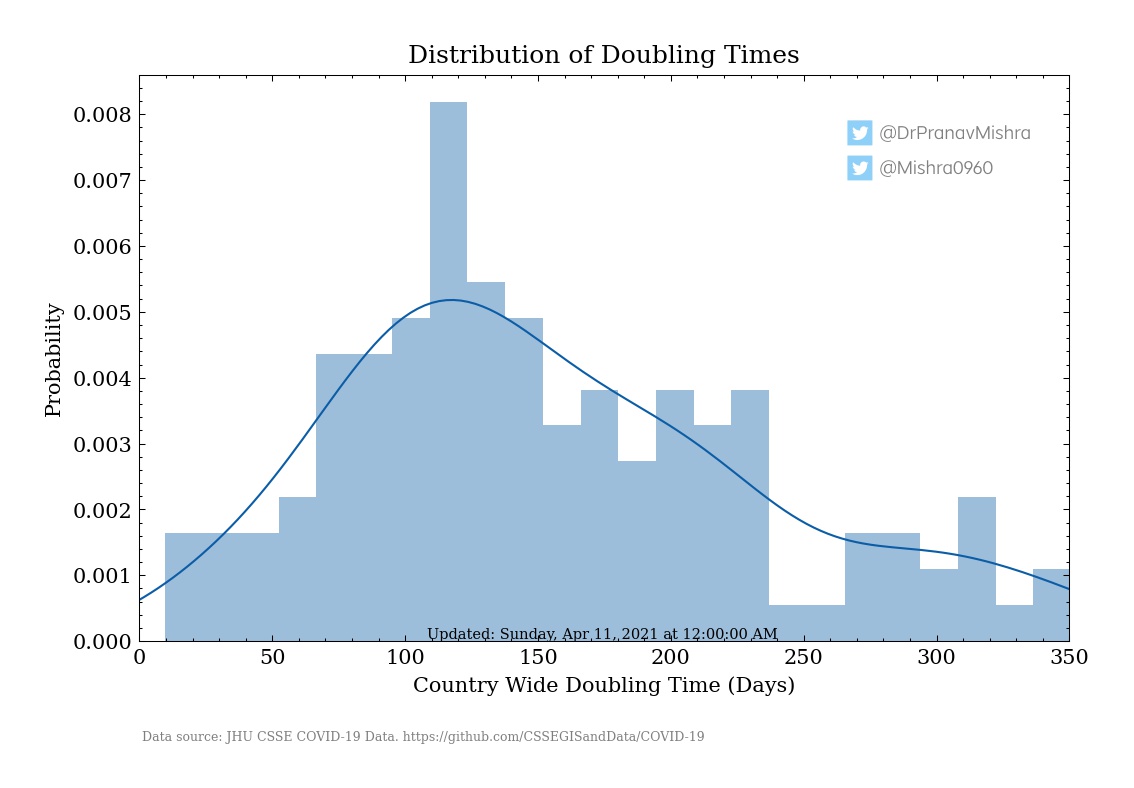 Distribution of Doubling Times
0.008
0.007
0.006
0.005
0.004
0.003
0.002
0.001
0.000
Probability
@DrPranavMishra
@Mishra0960
Updated: Sunday, Apr 11, 2021 at 12:00:00 AM
0 50 100 150 200 250 300 350
Country Wide Doubling Time (Days)
Data source: JHU CSSE COVID-19 Data. https://github.com/CSSEGISandData/COVID-19